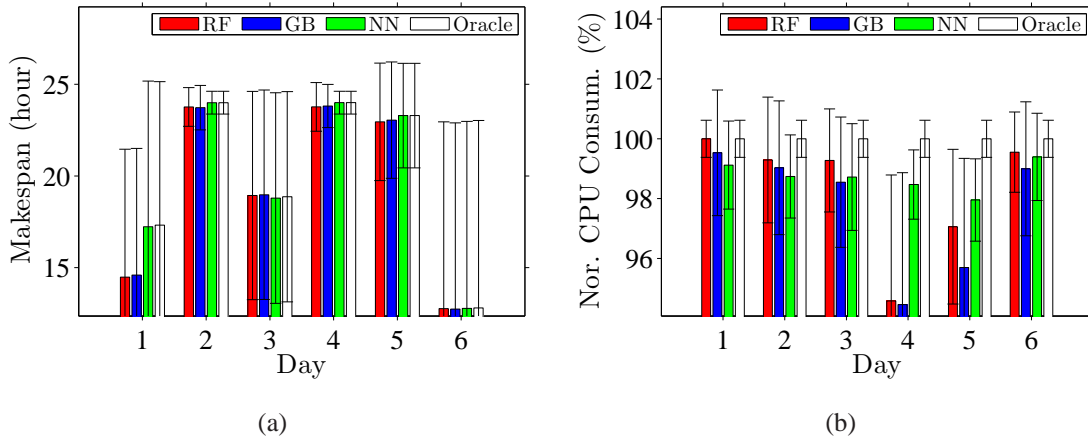 RF GB NN Oracle
25
20
15
Makespan (hour)
1 2 3 4 5 6
Day
(a)
RF GB NN Oracle
104
102
100
98
96
Nor. CPU Consum. (%)
1 2 3 4 5 6
Day
(b)